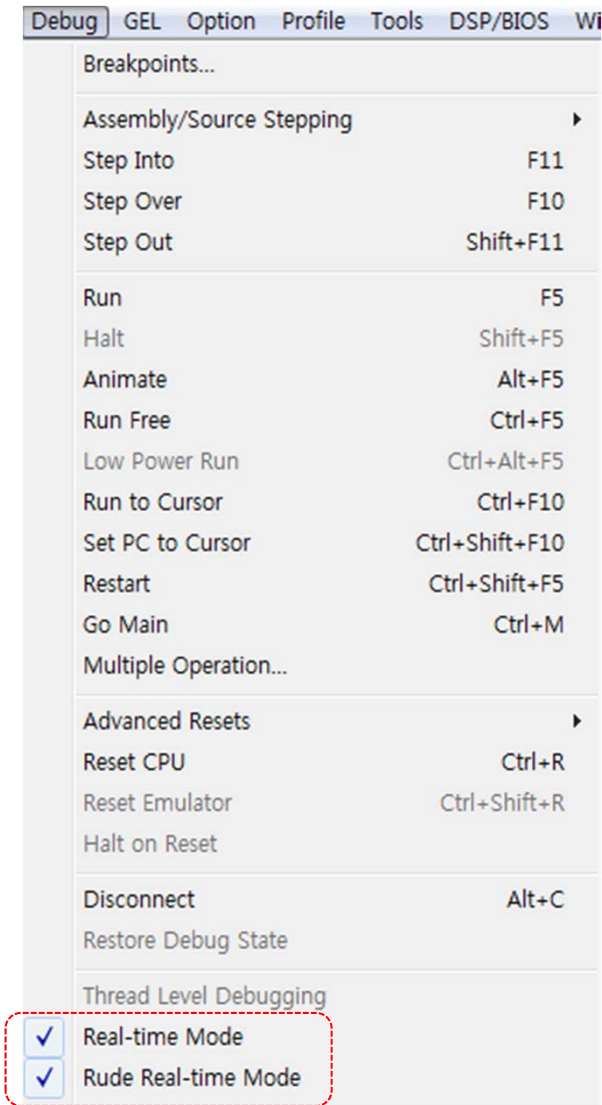 Debug GEL Option Profile Tools DSP/BIOS Wi
Breakpoints...
Assembly/Source Stepping
Step Into F11
Step Over F10
Step Out Shift+F11
Run F5
Halt Shift+F5
Animate Alt+F5
Run Free Ctrl+F5
Low Power Run Ctrl+Alt+F5
Run to Cursor Ctrl+F10
Set PC to Cursor Ctrl+Shift+F10
Restart Ctrl+Shift+F5
Go Main Ctrl+M
Multiple Operation...
Advanced Resets
Reset CPU Ctrl+R
Reset Emulator Ctrl+Shift+R
Halt on Reset
Disconnect Alt+C
Restore Debug State
Thread Level Debugging
Real-time Mode
Rude Real-time Mode